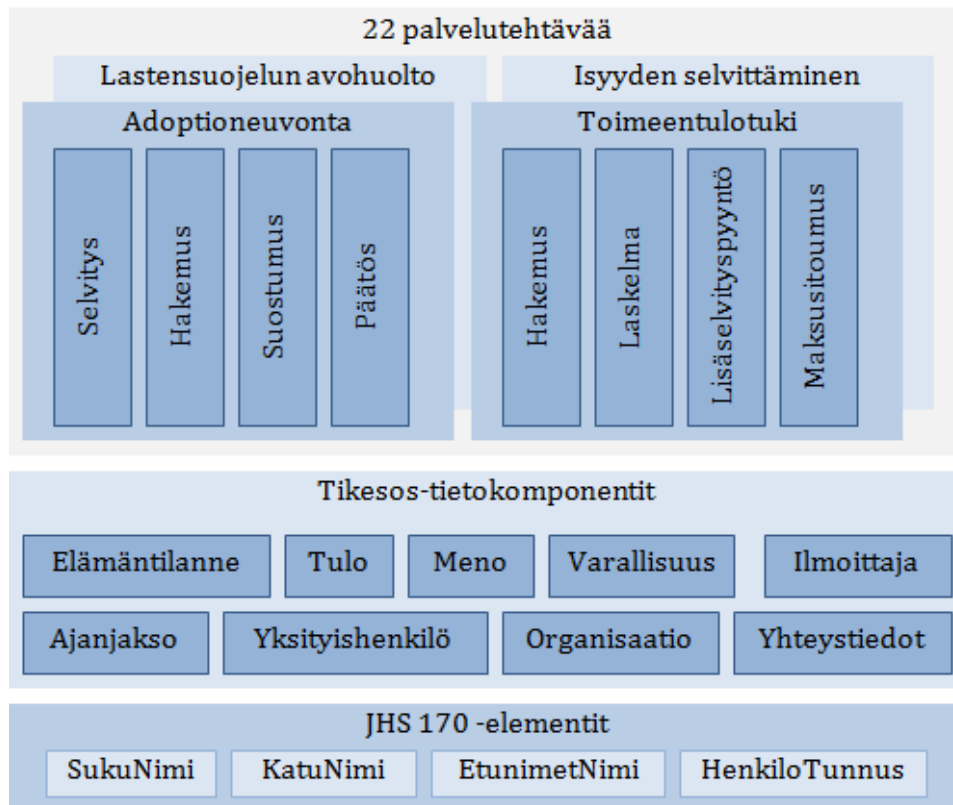 22 palvelutehtävää
Lastensuojelun avohuolto
Isyyden selvittäminen
Adoptioneuvonta
Toimeentulotuki
Selvitys
Hakemus
Suostumus
Päätös
Hakemus
Laskelma
Lisäselvityspyyntö
Maksusitoumus
Tikesos-tietokomponentit
Elämäntilanne
Tulo
Meno
Varallisuus
Ilmoittaja
Ajanjakso
Yksityishenkilö
Organisaatio
Yhteystiedot
JHS 170 -elementit
SukuNimi
KatuNimi
EtunimetNimi
HenkiloTunnus